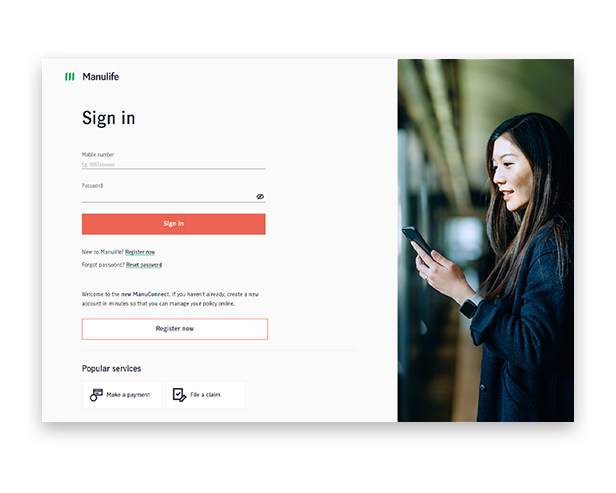 Manulife
Sign in
Mobile number
Password
Sign in
New to Manulife? Register now
Forgot password? Reset password
Welcome to the new ManuConnect. If you haven't already, create a new
account in minutes so that you can manage your policy online.
Register now
Popular services
Make a payment
File a claim